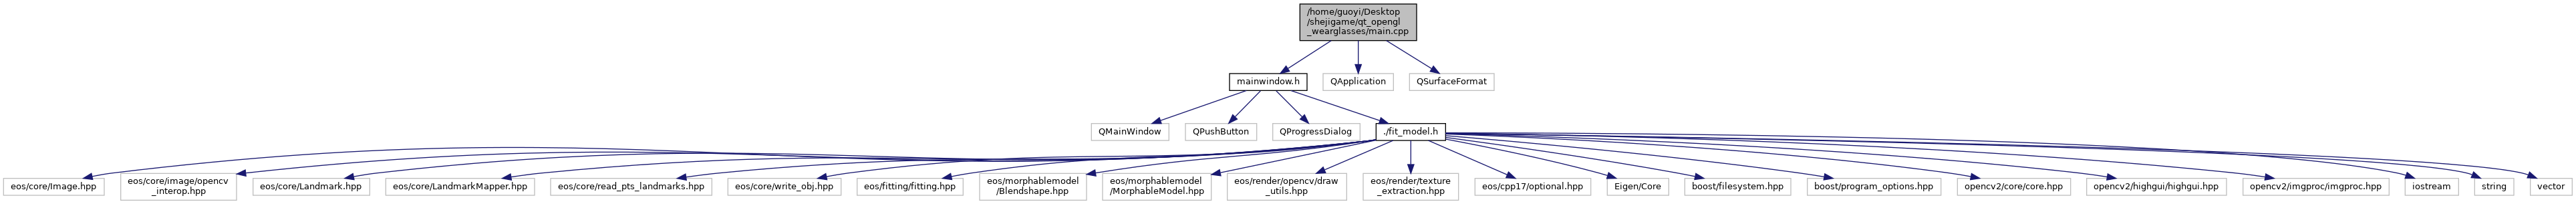 /home/guoyi/Desktop
/shejigame/qt_opengl
_wearglasses/main.cpp
mainwindow.h
QApplication
QSurfaceFormat
QMainWindow
QPushButton
QProgressDialog
./fit_model.h
eos/core/Image.hpp
eos/core/image/opencv
_interop.hpp
eos/core/Landmark.hpp
eos/core/LandmarkMapper.hpp
eos/core/read_pts_landmarks.hpp
eos/core/write_obj.hpp
eos/fitting/fitting.hpp
eos/morphablemodel
/Blendshape.hpp
eos/morphablemodel
/MorphableModel.hpp
eos/render/opencv/draw
_utils.hpp
eos/render/texture
_extraction.hpp
eos/cpp17/optional.hpp
Eigen/Core
boost/filesystem.hpp
boost/program_options.hpp
opencv2/core/core.hpp
opencv2/highgui/highgui.hpp
opencv2/imgproc/imgproc.hpp
iostream
string
vector